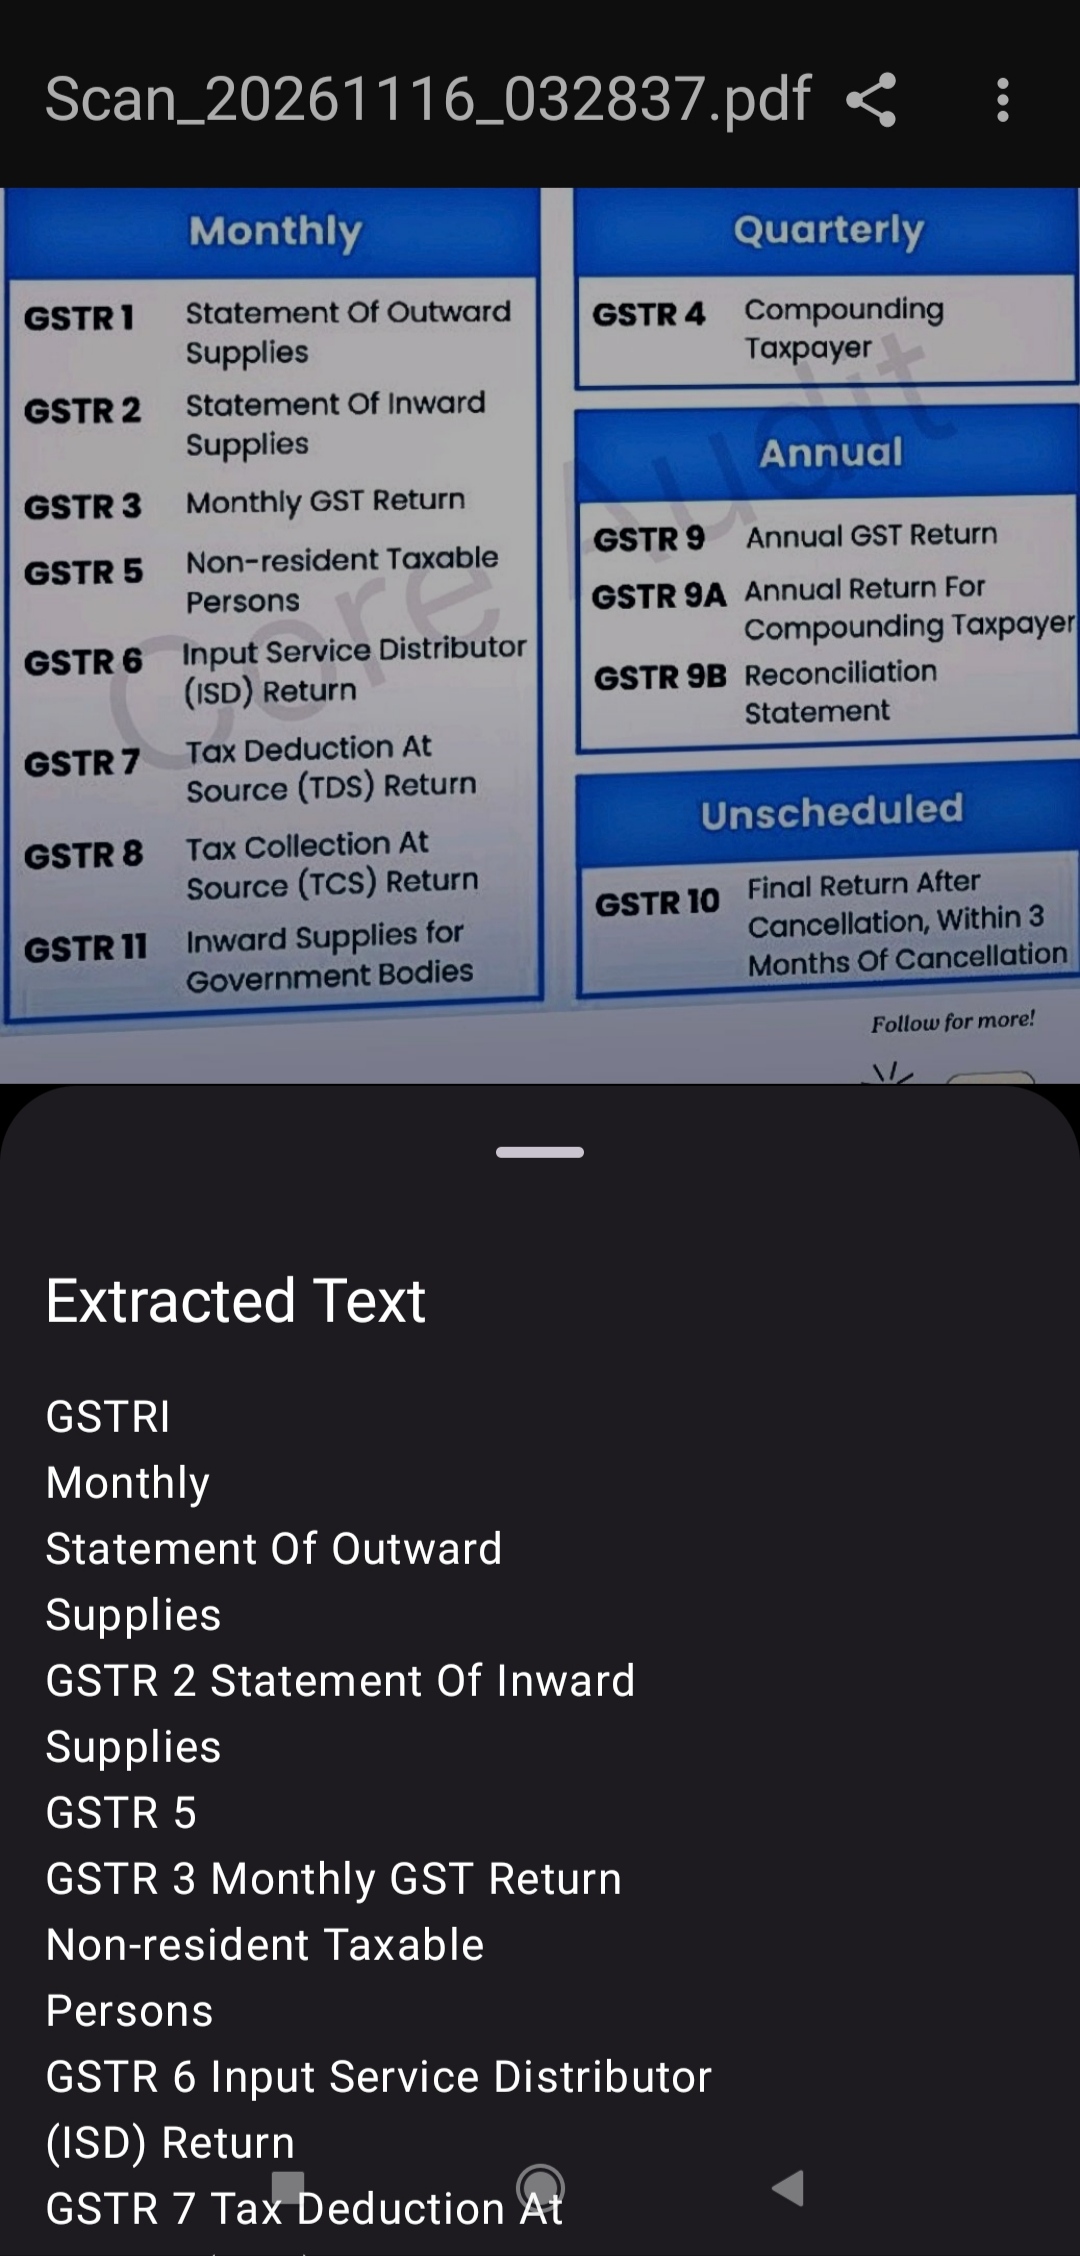 Scan_20261116_032837.pdf
Monthly
GSTR 1 Statement Of Outward
Supplies
GSTR 2 Statement Of Inward
Supplies
GSTR 3 Monthly GST Return
GSTR 5 Non-resident Taxable
Persons
GSTR 6 Input Service Distributor
(ISD) Return
GSTR 7 Tax Deduction At
Source (TDS) Return
GSTR 8 Tax Collection At
Source (TCS) Return
GSTR 11 Inward Supplies for
Government Bodies
Quarterly
GSTR 4 Compounding
Taxpayer
Annual
GSTR 9 Annual GST Return
GSTR 9A Annual Return For
Compounding Taxpayer
GSTR 9B Reconciliation
Statement
Unscheduled
GSTR 10 Final Return After
Cancellation, Within 3
Months Of Cancellation
Follow for more!
Core Audit
Extracted Text
GSTRI
Monthly
Statement Of Outward
Supplies
GSTR 2 Statement Of Inward
Supplies
GSTR 5
GSTR 3 Monthly GST Return
Non-resident Taxable
Persons
GSTR 6 Input Service Distributor
(ISD) Return
GSTR 7 Tax Deduction At